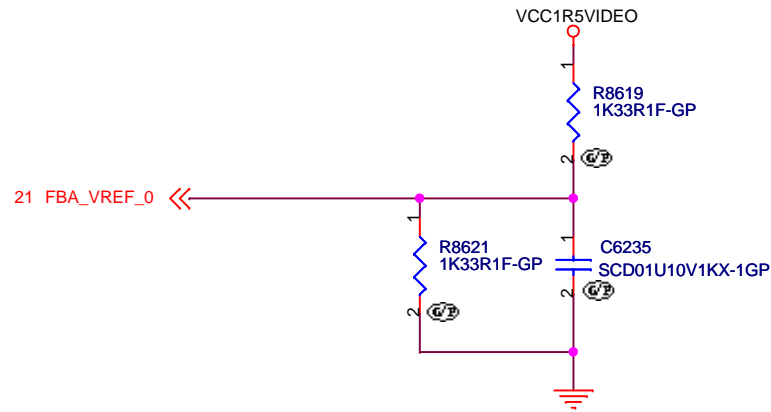 VCC1R5VIDEO
1
R8619
1K33R1F-GP
2 G/P
21 FBA_VREF_0
1
R8621
1K33R1F-GP
2 G/P
1
C6235
SCD01U10V1KX-1GP
2 G/P